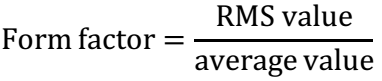 Form factor = RMS value / average value